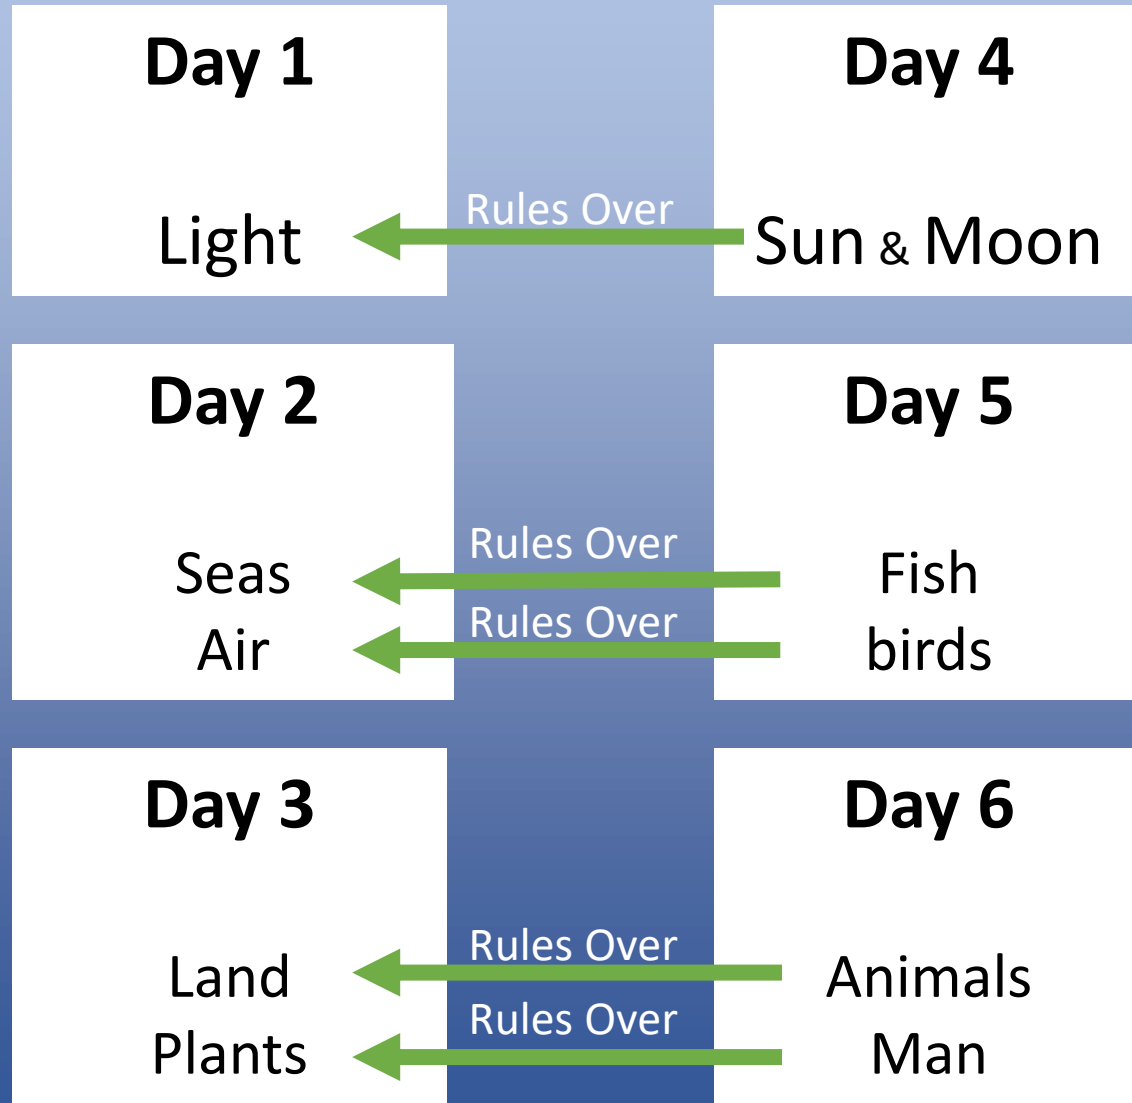 Day 1
Day 4
Light
Rules Over
Sun & Moon
Day 2
Day 5
Seas
Rules Over
Fish
Air
Rules Over
birds
Day 3
Day 6
Land
Rules Over
Animals
Plants
Rules Over
Man